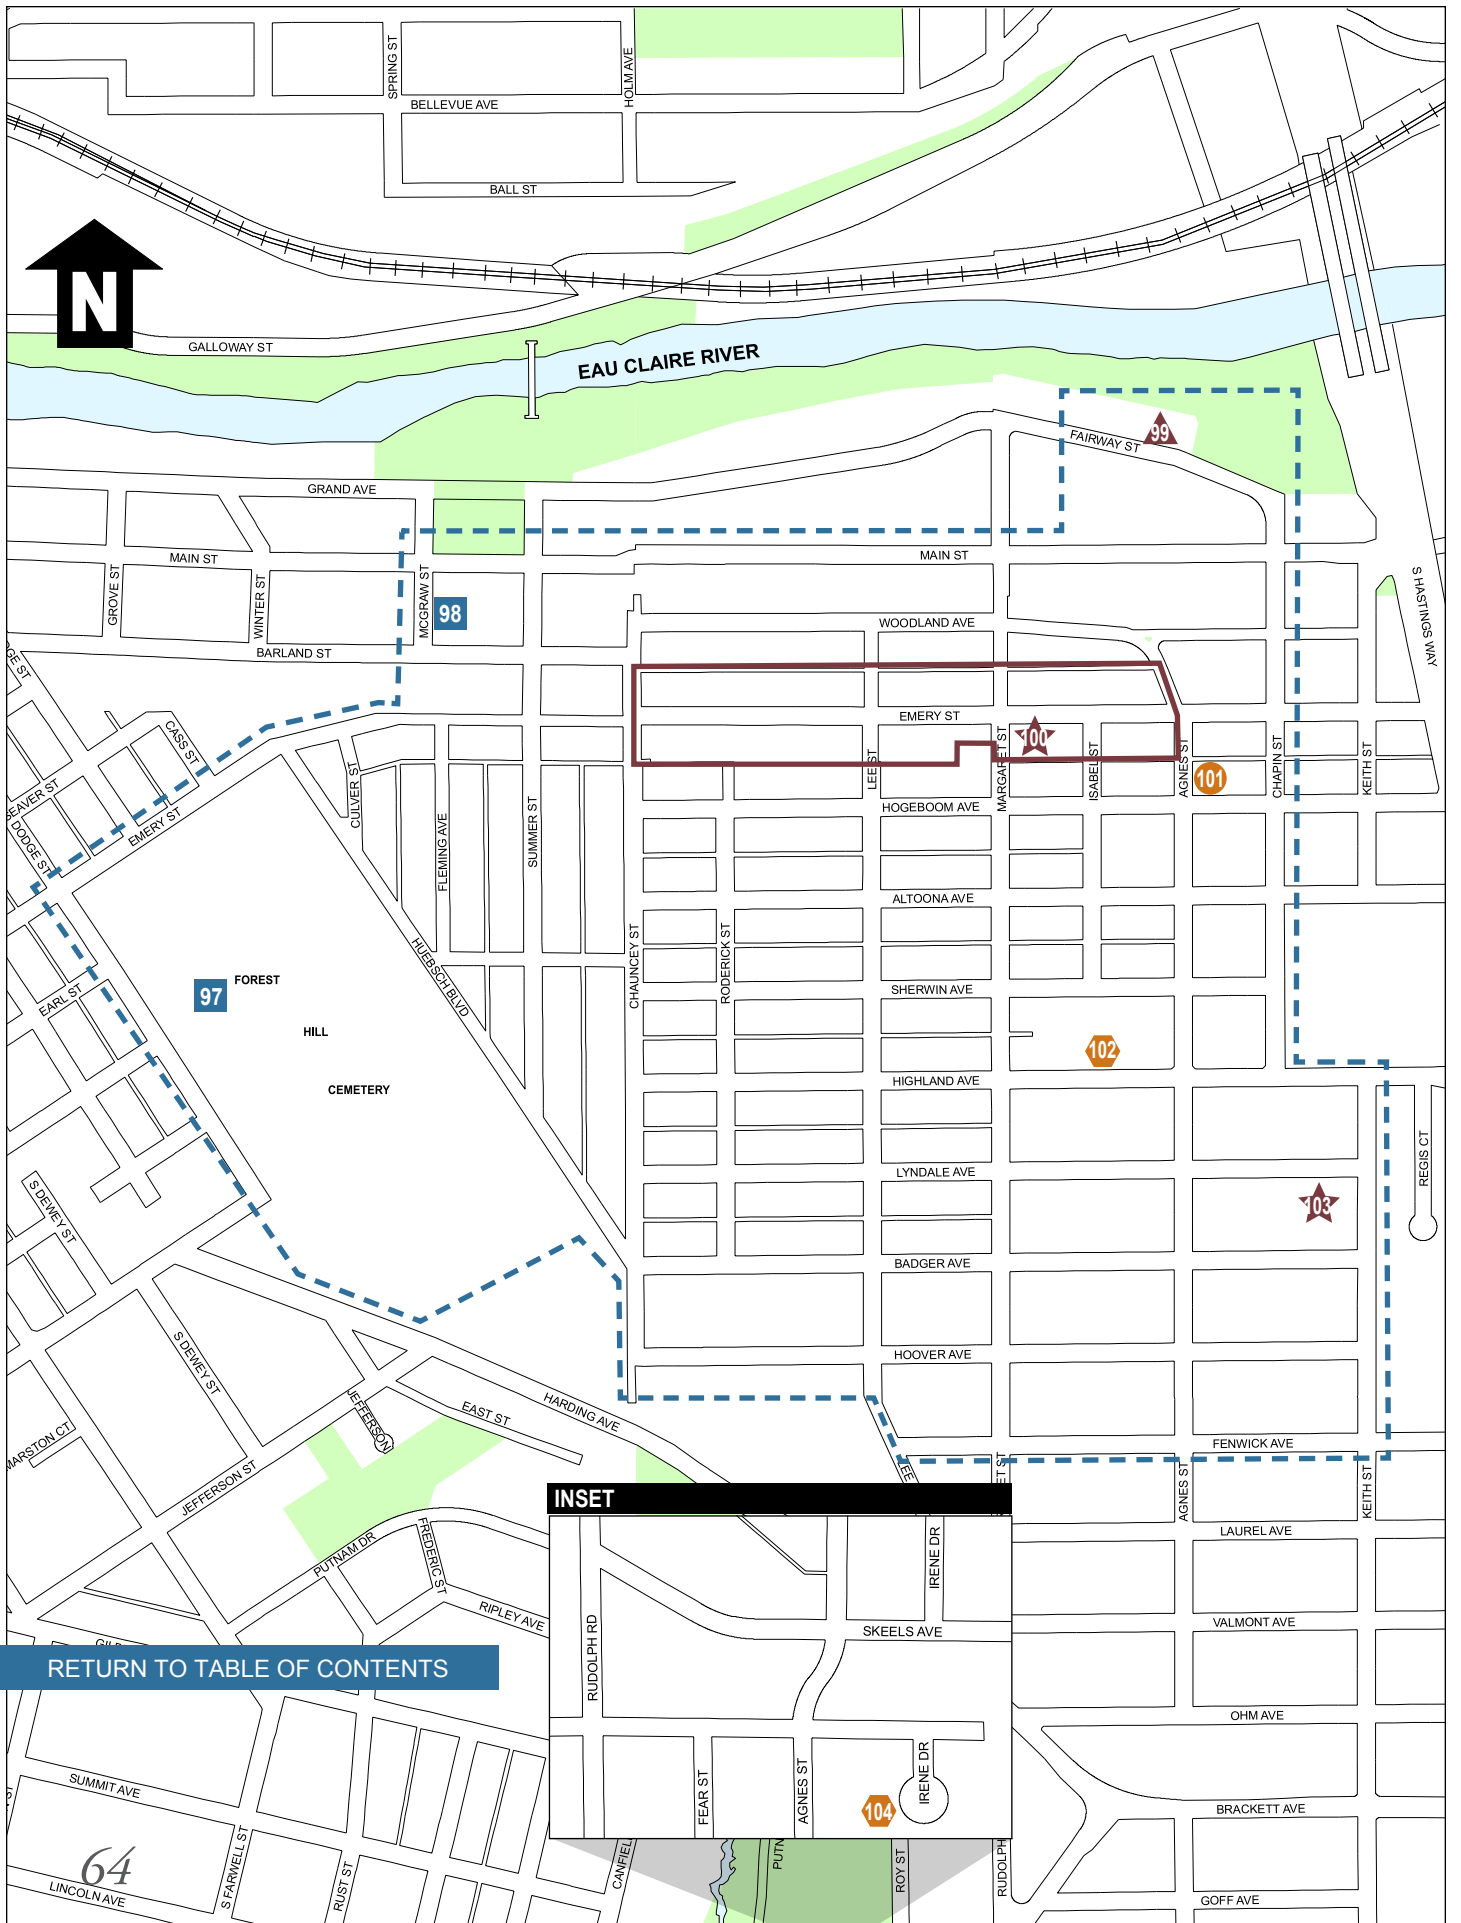 SPRING ST
HOLM AVE
BELLEVUE AVE
BALL ST
N
GALLOWAY ST
EAU CLAIRE RIVER
99
FAIRWAY ST
GRAND AVE
MAIN ST
MAIN ST
GROVE ST
WINTER ST
MCGRAW ST
98
S HASTINGS WAY
WOODLAND AVE
BARLAND ST
EMERY ST
CASS ST
100
LEE ST
MARGARET ST
ISABEL ST
AGNES ST
101
CHAPIN ST
KEITH ST
CULVER ST
BEAVER ST
DODGE ST
EMERY ST
FLEMING AVE
SUMMER ST
HOGEBOOM AVE
ALTOONA AVE
CHAUNCEY ST
RODERICK ST
HUEBSCH BLVD
97
FOREST
HILL
CEMETERY
EARL ST
SHERWIN AVE
102
HIGHLAND AVE
REGIS CT
LYNDALE AVE
103
S DEWEY ST
BADGER AVE
S DEWEY ST
HOOVER AVE
JEFFERSON
EAST ST
HARDING AVE
MARSTON CT
FENWICK AVE
LEE
ET ST
AGNES ST
KEITH ST
JEFFERSON ST
INSET
LAUREL AVE
PUTNAM DR
FREDERIC ST
RIPLEY AVE
IRENE DR
SKEELS AVE
RUDOLPH RD
VALMONT AVE
RETURN TO TABLE OF CONTENTS
OHM AVE
FEAR ST
AGNES ST
IRENE DR
104
SUMMIT AVE
BRACKETT AVE
64
LINCOLN AVE
S FARWELL ST
RUST ST
CANFIEL
PUTN
ROY ST
RUDOLPH
GOFF AVE